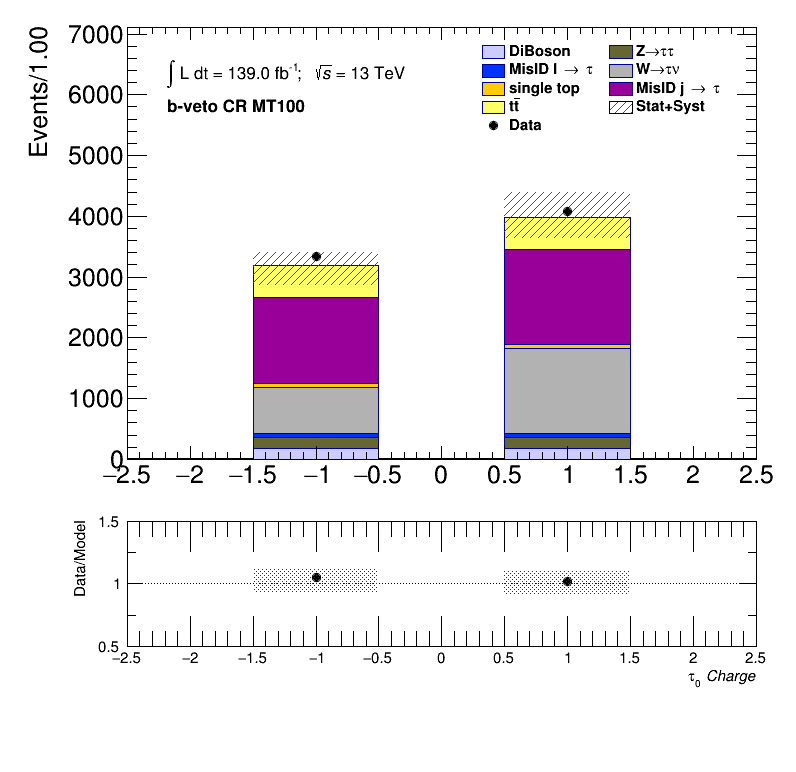 7000
6000
5000
4000
3000
2000
1000
0
Events/1.00
∫ L dt = 139.0 fb⁻¹; √s = 13 TeV
b-veto CR MT100
DiBoson
MisID l → τ
single top
tt̄
Data
Z→ττ
W→τν
MisID j → τ
Stat+Syst
−2.5 −2 −1.5 −1 −0.5 0 0.5 1 1.5 2 2.5
1.5
1
0.5
Data/Model
−2.5 −2 −1.5 −1 −0.5 0 0.5 1 1.5 2 2.5
τ₀ Charge